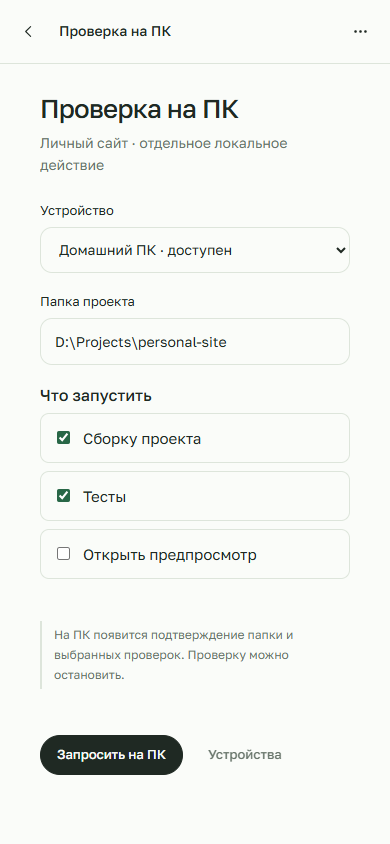 Проверка на ПК
Проверка на ПК
Личный сайт · отдельное локальное
действие
Устройство
Домашний ПК · доступен
Папка проекта
D:\Projects\personal-site
Что запустить
Сборку проекта
Тесты
Открыть предпросмотр
На ПК появится подтверждение папки и
выбранных проверок. Проверку можно
остановить.
Запросить на ПК
Устройства